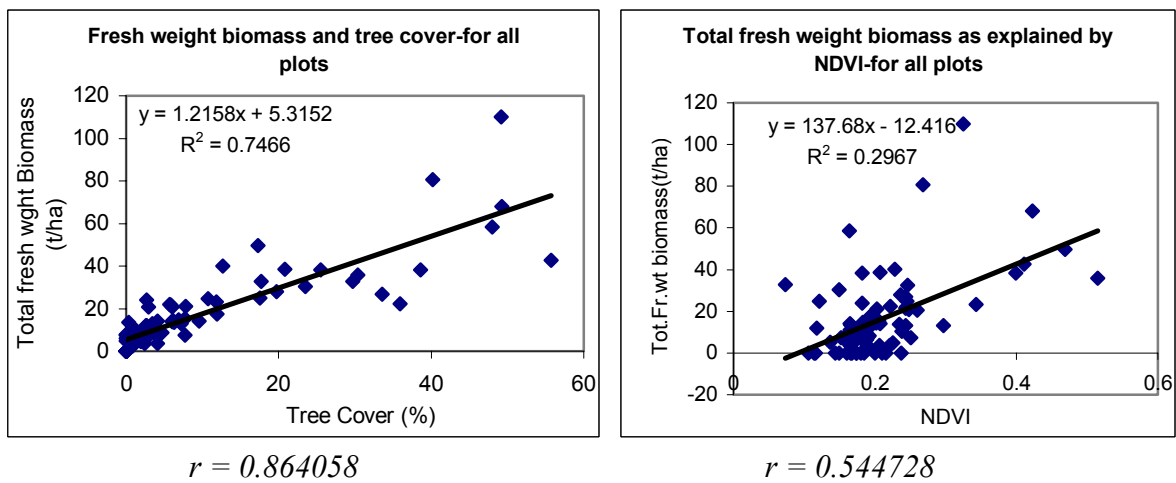 Fresh weight biomass and tree cover-for all
plots
Total fresh wght Biomass
(t/ha)
120
100
80
60
40
20
0
y = 1.2158x + 5.3152
R² = 0.7466
0
20
40
60
Tree Cover (%)
r = 0.864058
Total fresh weight biomass as explained by
NDVI-for all plots
Tot.Fr.wt biomass(t/ha)
120
100
80
60
40
20
0
-20
y = 137.68x - 12.416
R² = 0.2967
0
0.2
0.4
0.6
NDVI
r = 0.544728